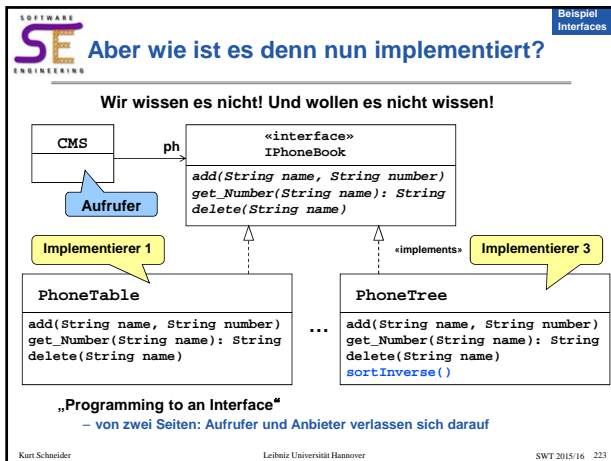 SOFTWARE
SE
ENGINEERING
Beispiel
Interfaces
Aber wie ist es denn nun implementiert?
Wir wissen es nicht! Und wollen es nicht wissen!
CMS
ph
«interface»
IPhoneBook
add(String name, String number)
get_Number(String name): String
delete(String name)
Aufrufer
Implementierer 1
«implements»
Implementierer 3
PhoneTable
add(String name, String number)
get_Number(String name): String
delete(String name)
...
PhoneTree
add(String name, String number)
get_Number(String name): String
delete(String name)
sortInverse()
„Programming to an Interface“
– von zwei Seiten: Aufrufer und Anbieter verlassen sich darauf
Kurt Schneider Leibniz Universität Hannover SWT 2015/16 223